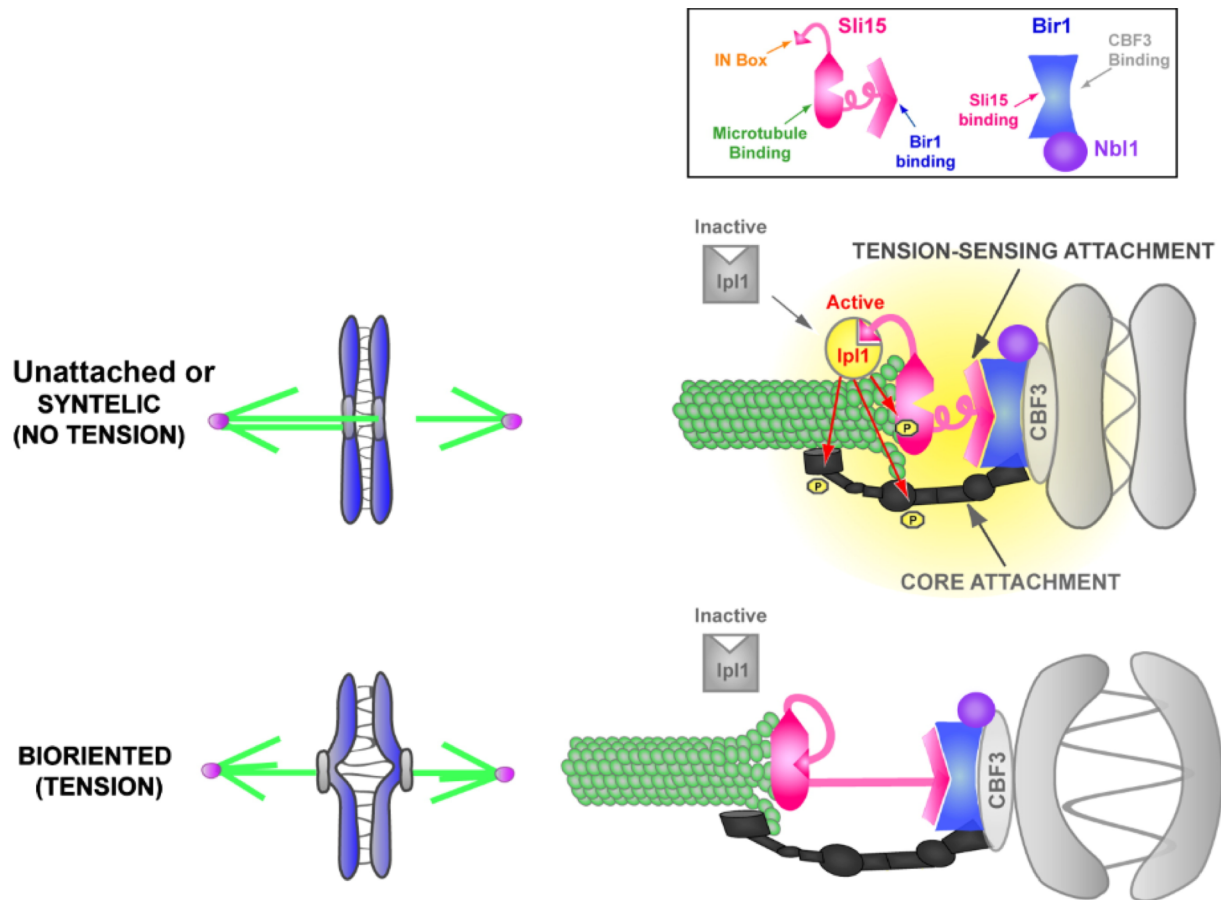 Sli15
Bir1
CBF3
Binding
IN Box
Sli15
binding
Microtubule
Binding
Bir1
binding
Nbl1
Inactive
Ipl1
TENSION-SENSING ATTACHMENT
Active
Ipl1
Unattached or
SYNTELIC
(NO TENSION)
CBF3
P
P
P
CORE ATTACHMENT
Inactive
Ipl1
BIORIENTED
(TENSION)
CBF3